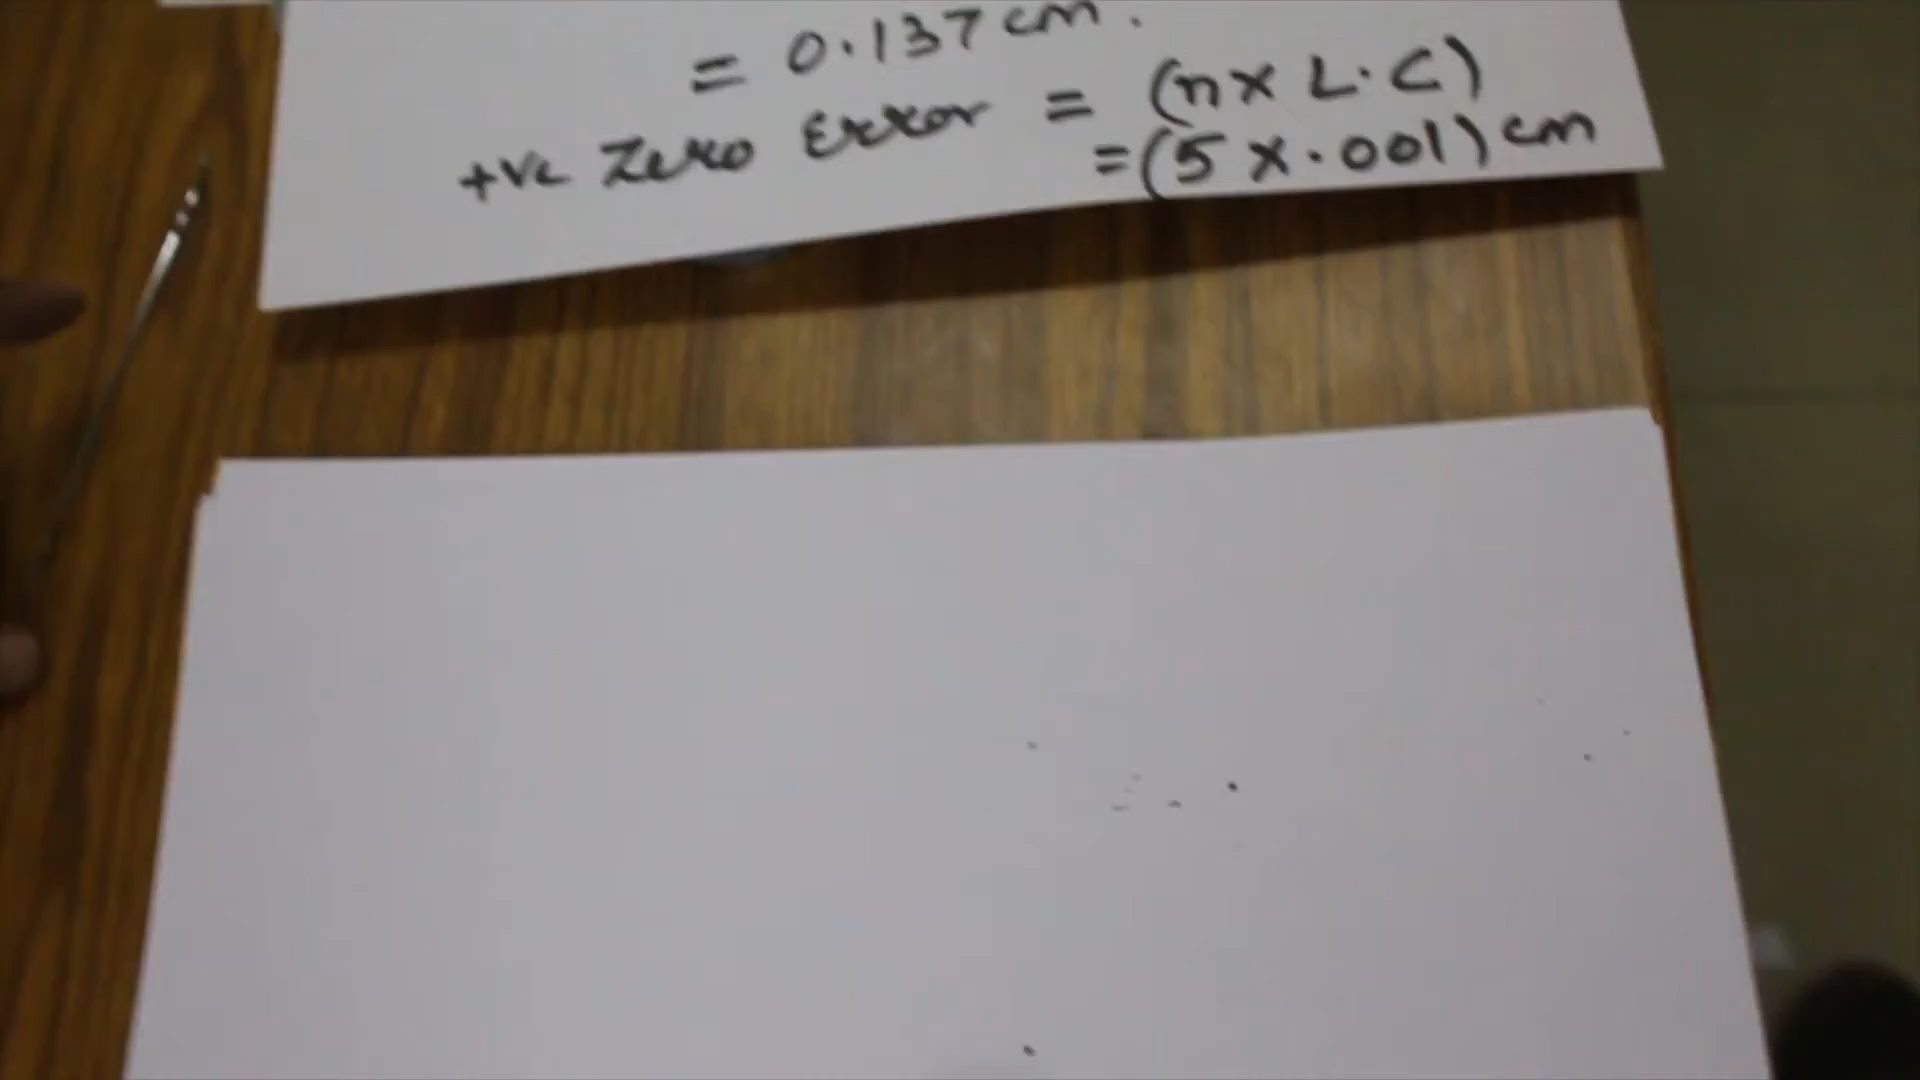 = 0.137 cm.
+ve Zero Error = (n x L.C)
= (5 x .001) cm